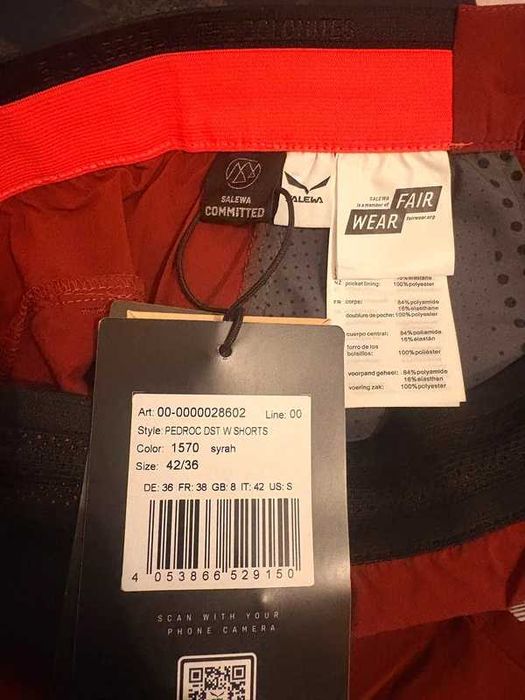 DOLOMITES
SALEWA
COMMITTED
SALEWA
SALEWA
is a member of
FAIR
WEAR
fairwear.org
pocket lining: 100%polyester
FR corps: 84%polyamide
16%elasthane
doublure de poche: 100%polyester
cuerpo central: 84%poliamida
16%elastán
forro de los
bolsillos: 100%poliéster
voorpand geheel: 84%polyamide
16%elasthan
voering zak: 100%polyester
Art: 00-0000028602 Line: 00
Style: PEDROC DST W SHORTS
Color: 1570 syrah
Size: 42/36
DE: 36 FR: 38 GB: 8 IT: 42 US: S
4 053866 529150
SCAN WITH YOUR
PHONE CAMERA